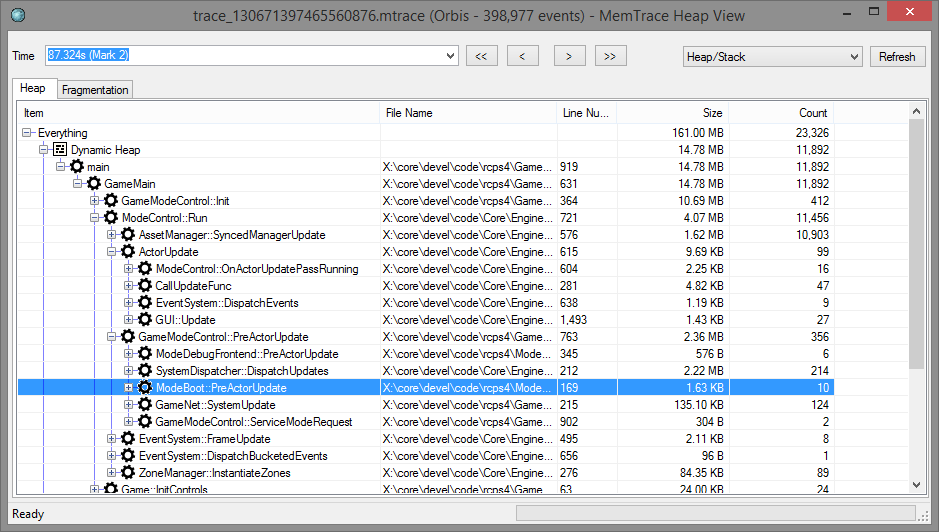 trace_130671397465560876.mtrace (Orbis - 398,977 events) - MemTrace Heap View
Time 87.324s (Mark 2) << < > >> Heap/Stack Refresh
Heap Fragmentation
Item File Name Line Nu... Size Count
Everything 161.00 MB 23,326
Dynamic Heap 14.78 MB 11,892
main X:\core\devel\code\rcps4\Game... 919 14.78 MB 11,892
GameMain X:\core\devel\code\rcps4\Game... 631 14.78 MB 11,892
GameModeControl::Init X:\core\devel\code\rcps4\Game... 364 10.69 MB 412
ModeControl::Run X:\core\devel\code\Core\Engine... 721 4.07 MB 11,456
AssetManager::SyncedManagerUpdate X:\core\devel\code\Core\Engine... 576 1.62 MB 10,903
ActorUpdate X:\core\devel\code\Core\Engine... 615 9.69 KB 99
ModeControl::OnActorUpdatePassRunning X:\core\devel\code\Core\Engine... 604 2.25 KB 16
CallUpdateFunc X:\core\devel\code\Core\Engine... 281 4.82 KB 47
EventSystem::DispatchEvents X:\core\devel\code\Core\Engine... 638 1.19 KB 9
GUI::Update X:\core\devel\code\Core\Engine... 1,493 1.43 KB 27
GameModeControl::PreActorUpdate X:\core\devel\code\rcps4\Game... 763 2.36 MB 356
ModeDebugFrontend::PreActorUpdate X:\core\devel\code\rcps4\Mode... 345 576 B 6
SystemDispatcher::DispatchUpdates X:\core\devel\code\Core\Engine... 212 2.22 MB 214
ModeBoot::PreActorUpdate X:\core\devel\code\rcps4\Mode... 169 1.63 KB 10
GameNet::SystemUpdate X:\core\devel\code\rcps4\Game... 215 135.10 KB 124
GameModeControl::ServiceModeRequest X:\core\devel\code\rcps4\Game... 902 304 B 2
EventSystem::FrameUpdate X:\core\devel\code\Core\Engine... 495 2.11 KB 8
EventSystem::DispatchBucketedEvents X:\core\devel\code\Core\Engine... 656 96 B 1
ZoneManager::InstantiateZones X:\core\devel\code\Core\Engine... 276 84.35 KB 89
Game::InitControls X:\core\devel\code\rcps4\Game... 63 24.00 KB 24
Ready